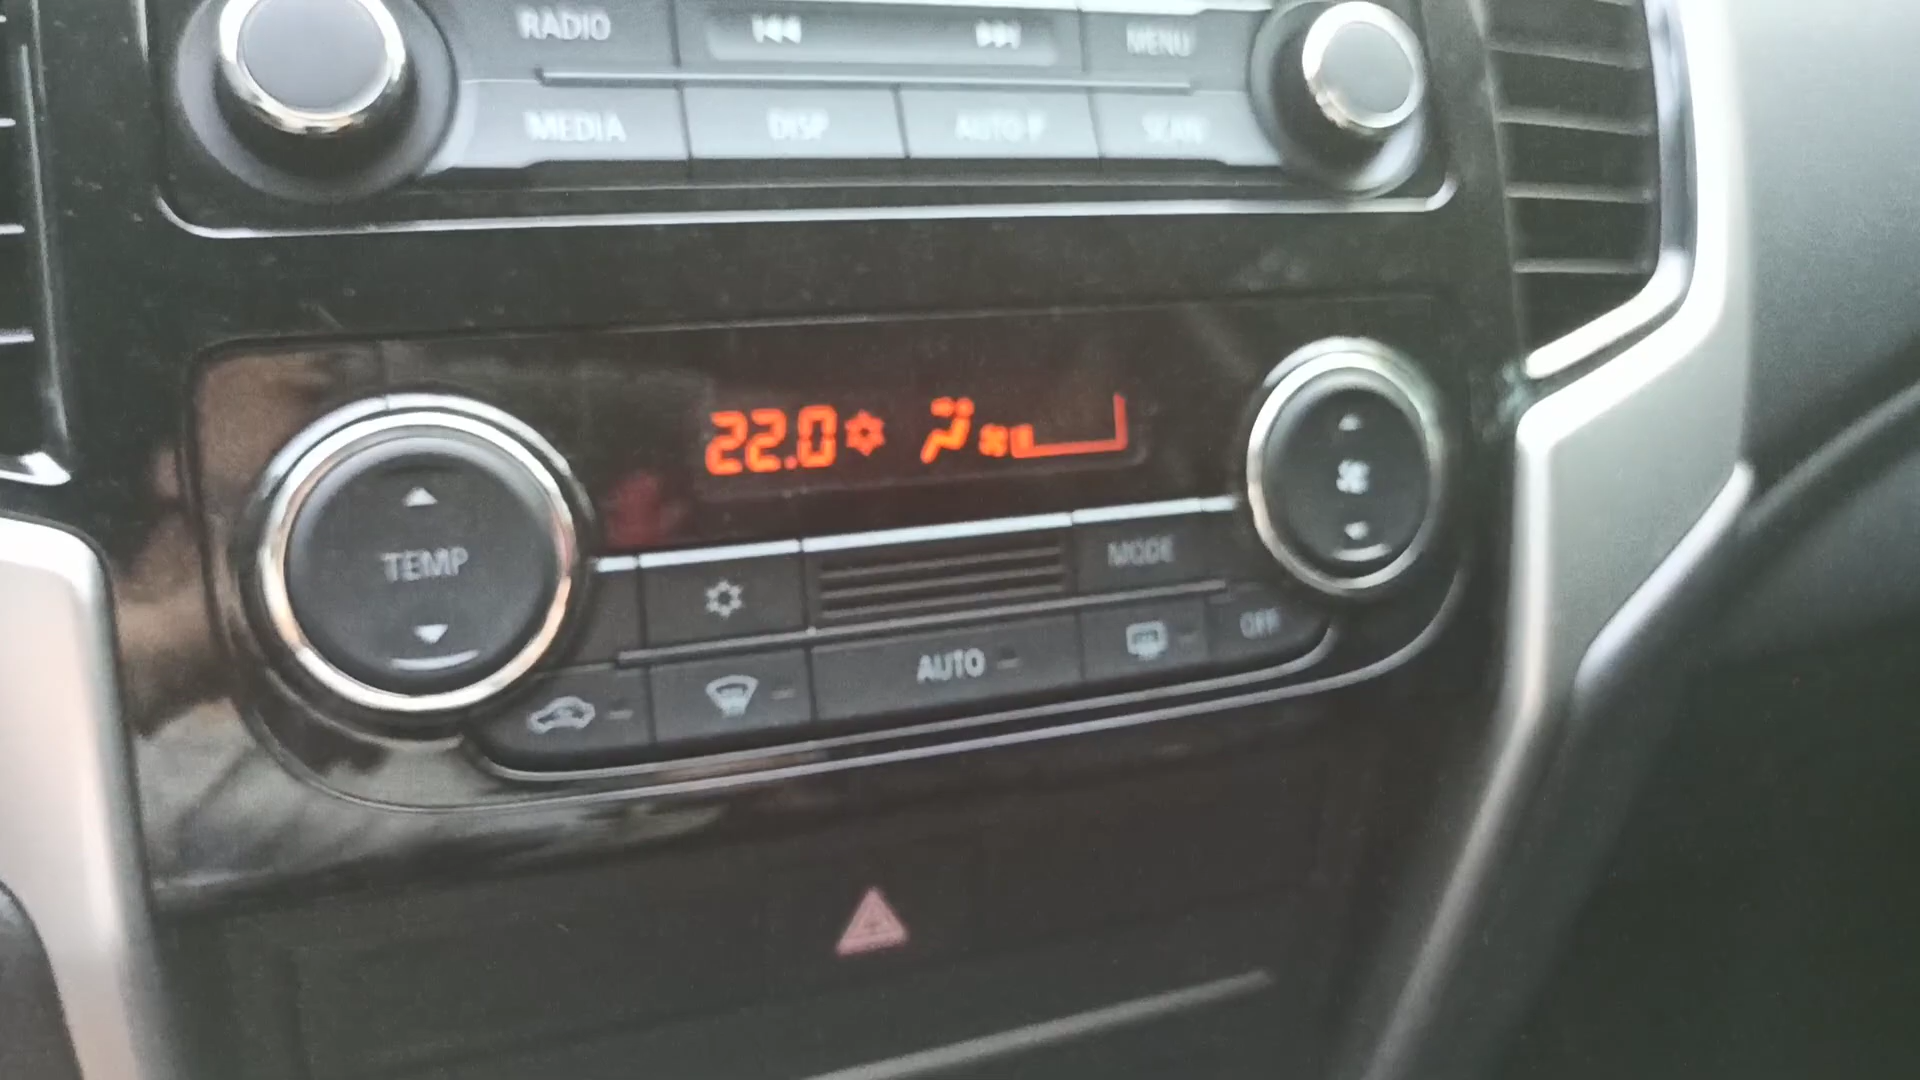 RADIO MENU
MEDIA DISP AUTO-P SCAN
22.0
TEMP
MODE
AUTO OFF